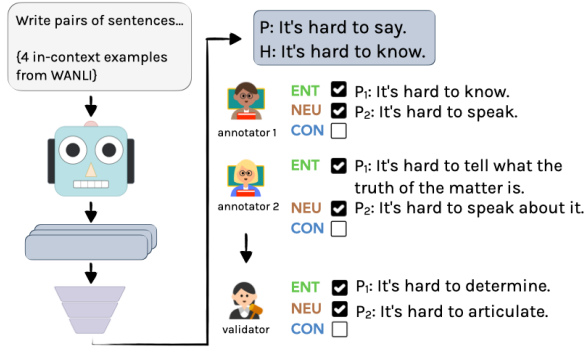 Write pairs of sentences…
{4 in-context examples
from WANLI}
P: It's hard to say.
H: It's hard to know.
annotator 1
ENT P1: It's hard to know.
NEU P2: It's hard to speak.
CON
annotator 2
ENT P1: It's hard to tell what the
truth of the matter is.
NEU P2: It's hard to speak about it.
CON
validator
ENT P1: It's hard to determine.
NEU P2: It's hard to articulate.
CON